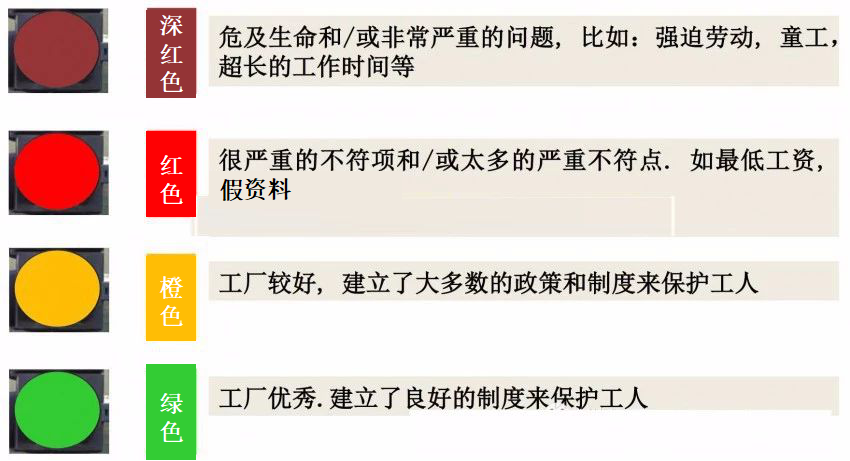 深红色
危及生命和/或非常严重的问题, 比如: 强迫劳动, 童工,
超长的工作时间等
红色
很严重的不符项和/或太多的严重不符点. 如最低工资,
假资料
橙色
工厂较好, 建立了大多数的政策和制度来保护工人
绿色
工厂优秀.建立了良好的制度来保护工人